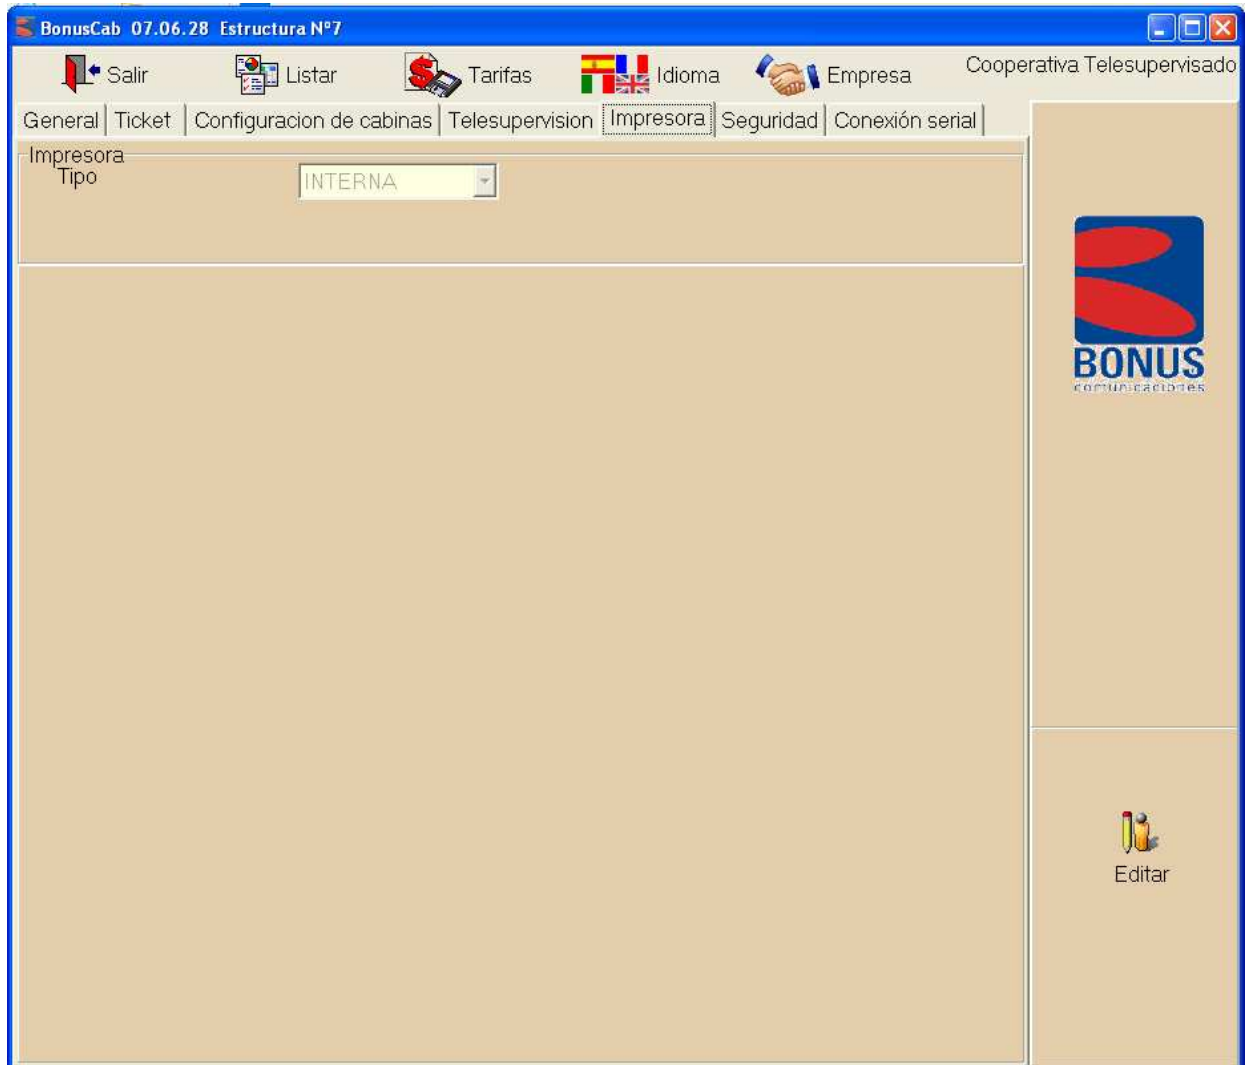 BonusCab 07.06.28 Estructura Nº7
Salir Listar Tarifas Idioma Empresa Cooperativa Telesupervisado
General Ticket Configuracion de cabinas Telesupervision Impresora Seguridad Conexión serial
Impresora
Tipo INTERNA
BONUS
comunicaciones
Editar